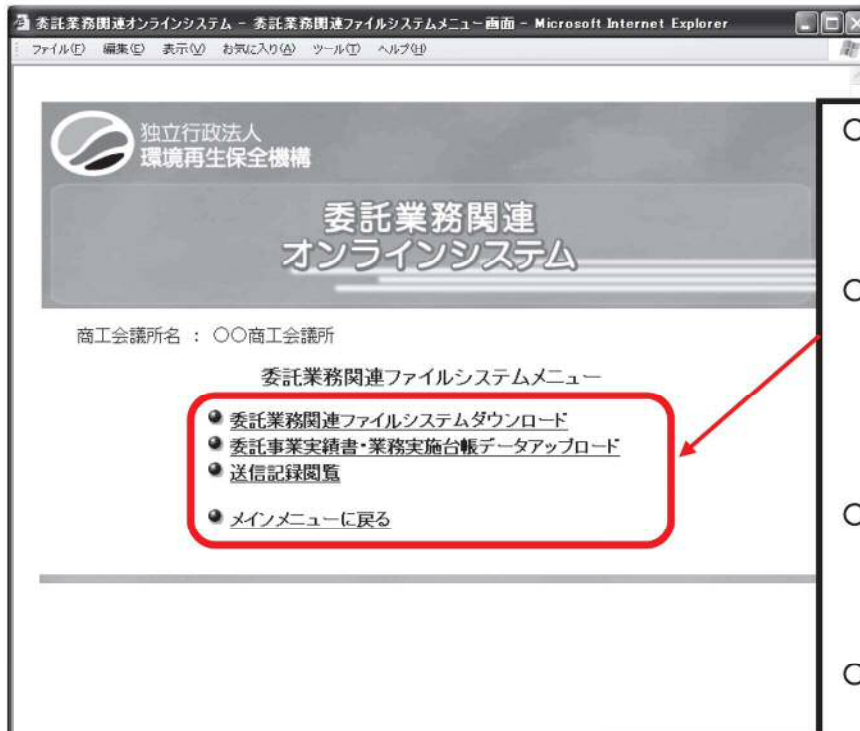 委託業務関連オンラインシステム - 委託業務関連ファイルシステムメニュー画面 - Microsoft Internet Explorer
ファイル(F) 編集(E) 表示(V) お気に入り(A) ツール(T) ヘルプ(H)
独立行政法人
環境再生保全機構
委託業務関連
オンラインシステム
商工会議所名 : 〇〇商工会議所
委託業務関連ファイルシステムメニュー
委託業務関連ファイルシステムダウンロード
委託事業実績書・業務実施台帳データアップロード
送信記録閲覧
メインメニューに戻る
○
○
○
○